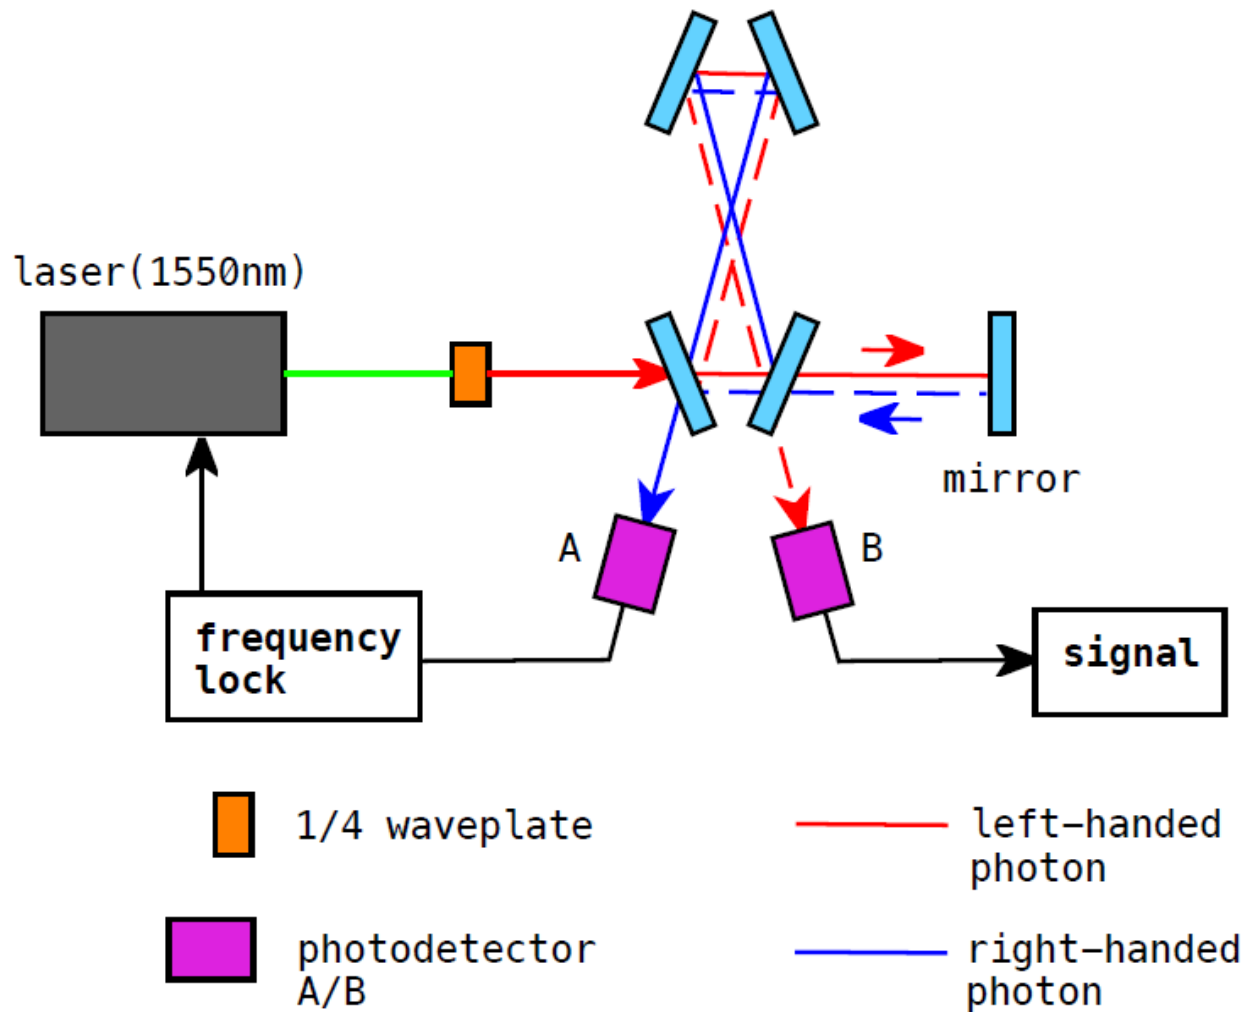 laser(1550nm)
mirror
A
B
frequency
lock
signal
1/4 waveplate
left−handed
photon
photodetector
A/B
right−handed
photon